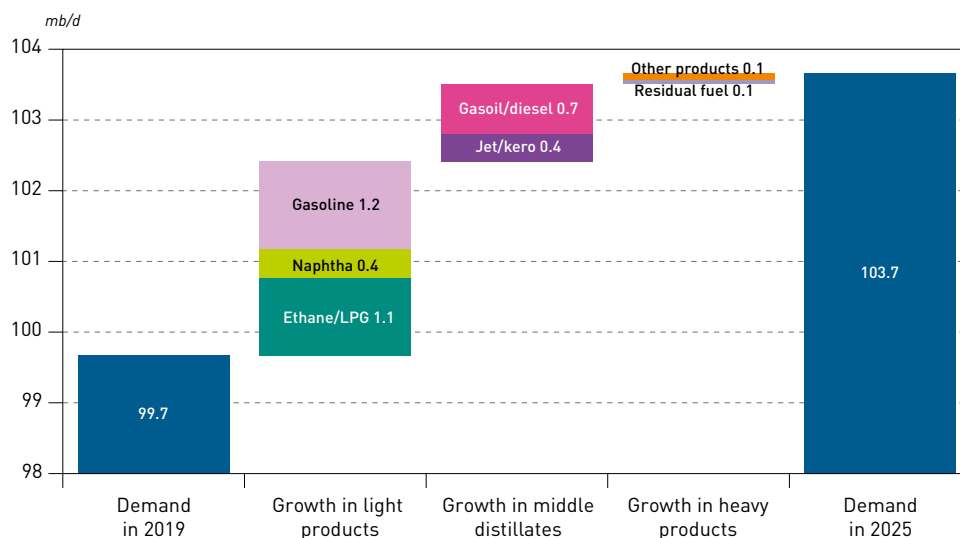 mb/d
104
103
102
101
100
99
98
99.7
Gasoline 1.2
Naphtha 0.4
Ethane/LPG 1.1
Gasoil/diesel 0.7
Jet/kero 0.4
Other products 0.1
Residual fuel 0.1
103.7
Demand
in 2019
Growth in light
products
Growth in middle
distillates
Growth in heavy
products
Demand
in 2025